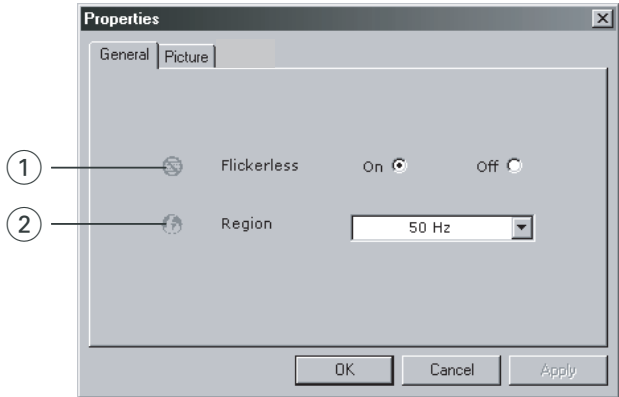 Properties
General Picture
1 Flickerless On Off
2 Region 50 Hz
OK Cancel Apply